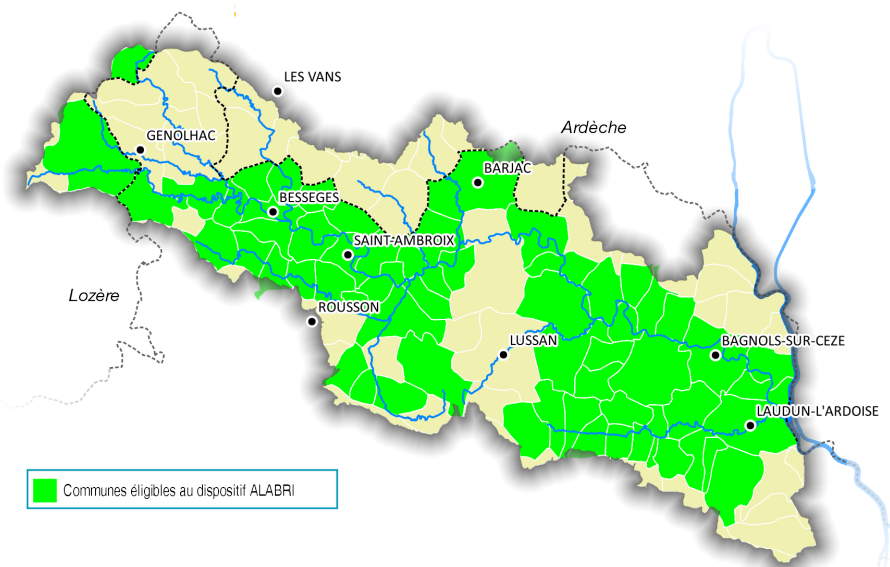 LES VANS
Ardèche
GENOLHAC
BARJAC
BESSEGES
SAINT-AMBROIX
Lozère
ROUSSON
LUSSAN
BAGNOLS-SUR-CEZE
LAUDUN-L'ARDOISE
Communes éligibles au dispositif ALABRI